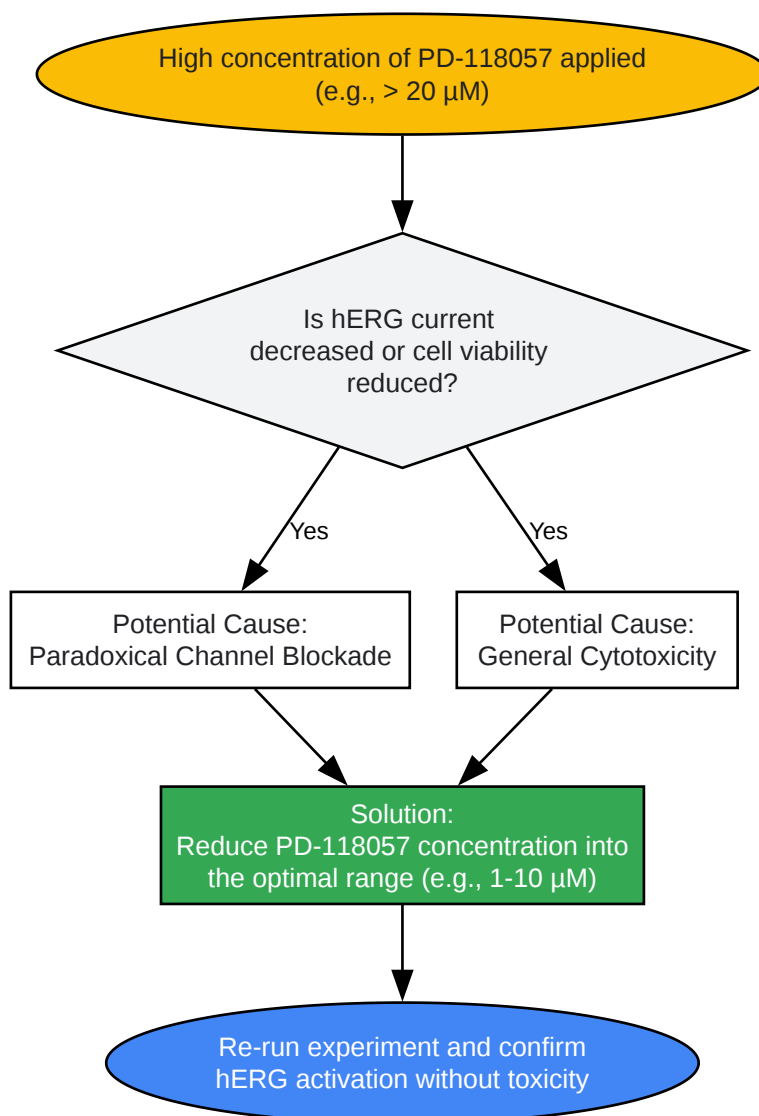 High concentration of PD-118057 applied
(e.g., > 20 µM)
Is hERG current
decreased or cell viability
reduced?
Yes
Yes
Potential Cause:
Paradoxical Channel Blockade
Potential Cause:
General Cytotoxicity
Solution:
Reduce PD-118057 concentration into
the optimal range (e.g., 1-10 µM)
Re-run experiment and confirm
hERG activation without toxicity